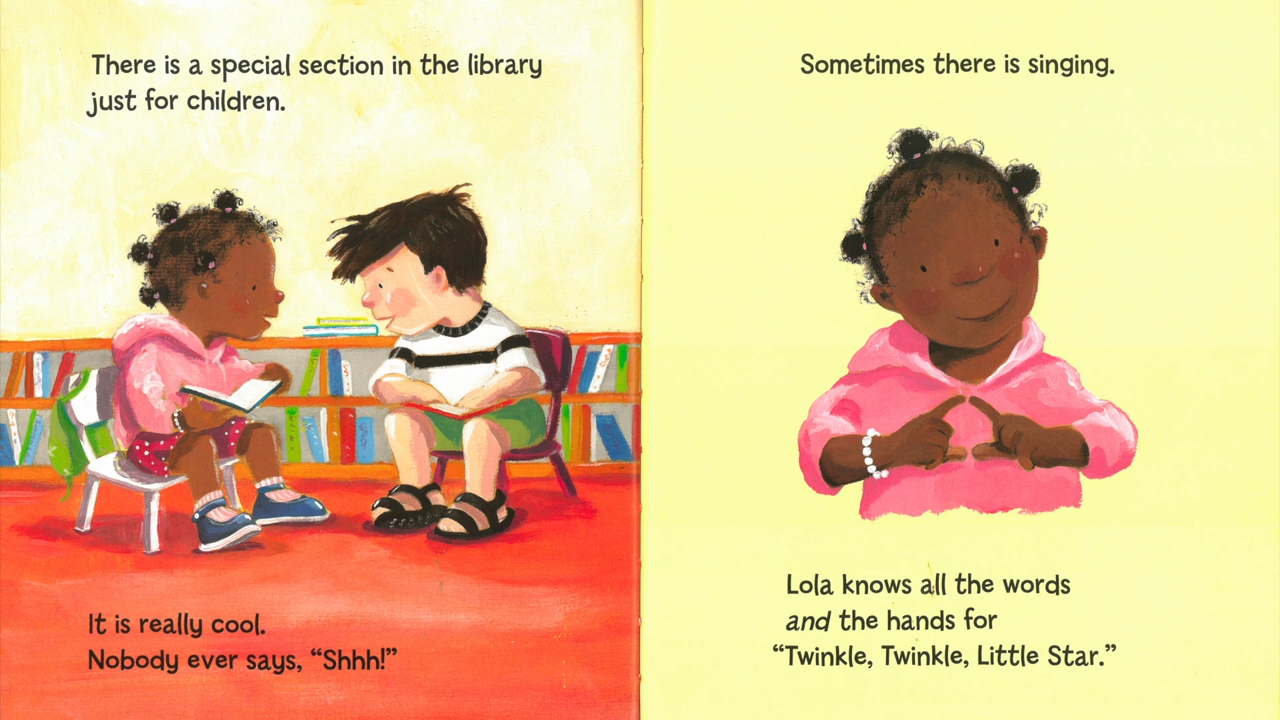 There is a special section in the library
just for children.
It is really cool.
Nobody ever says, “Shhh!”
Sometimes there is singing.
Lola knows all the words
and the hands for
“Twinkle, Twinkle, Little Star.”